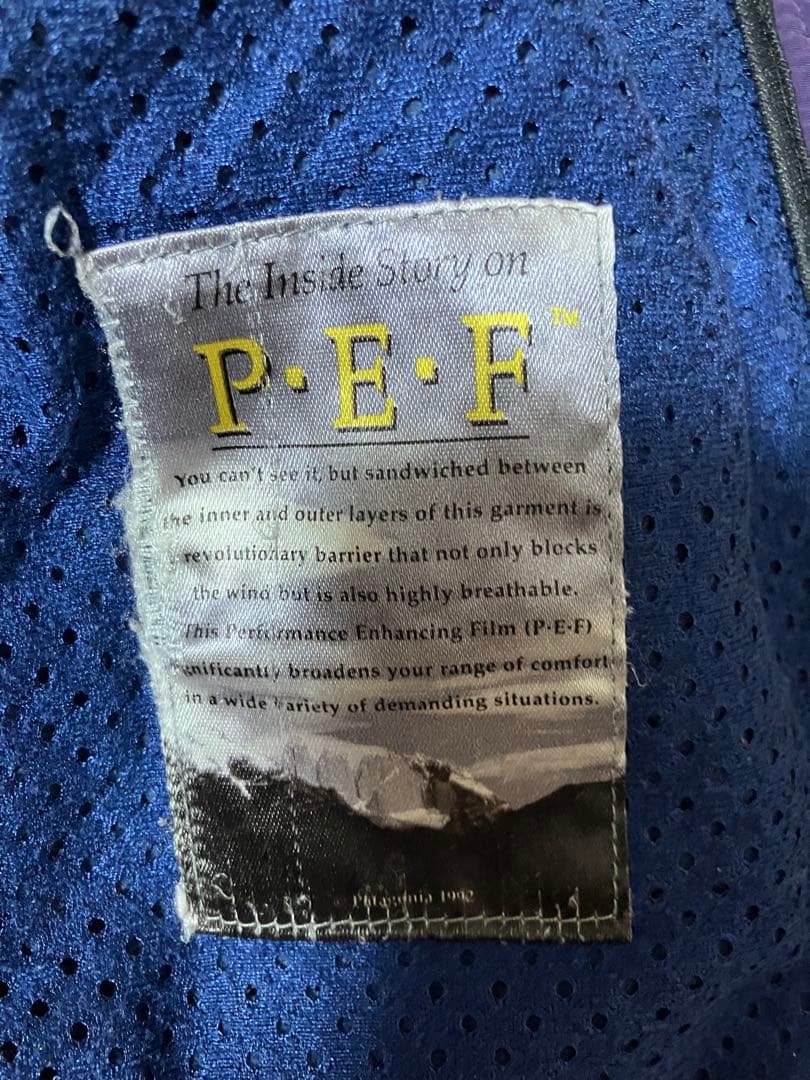 The Inside Story on
P·E·F™
You can't see it, but sandwiched between
the inner and outer layers of this garment is
revolutionary barrier that not only blocks
the wind but is also highly breathable.
This Performance Enhancing Film (P·E·F)
significantly broadens your range of comfort
in a wide variety of demanding situations.
Patagonia 1992